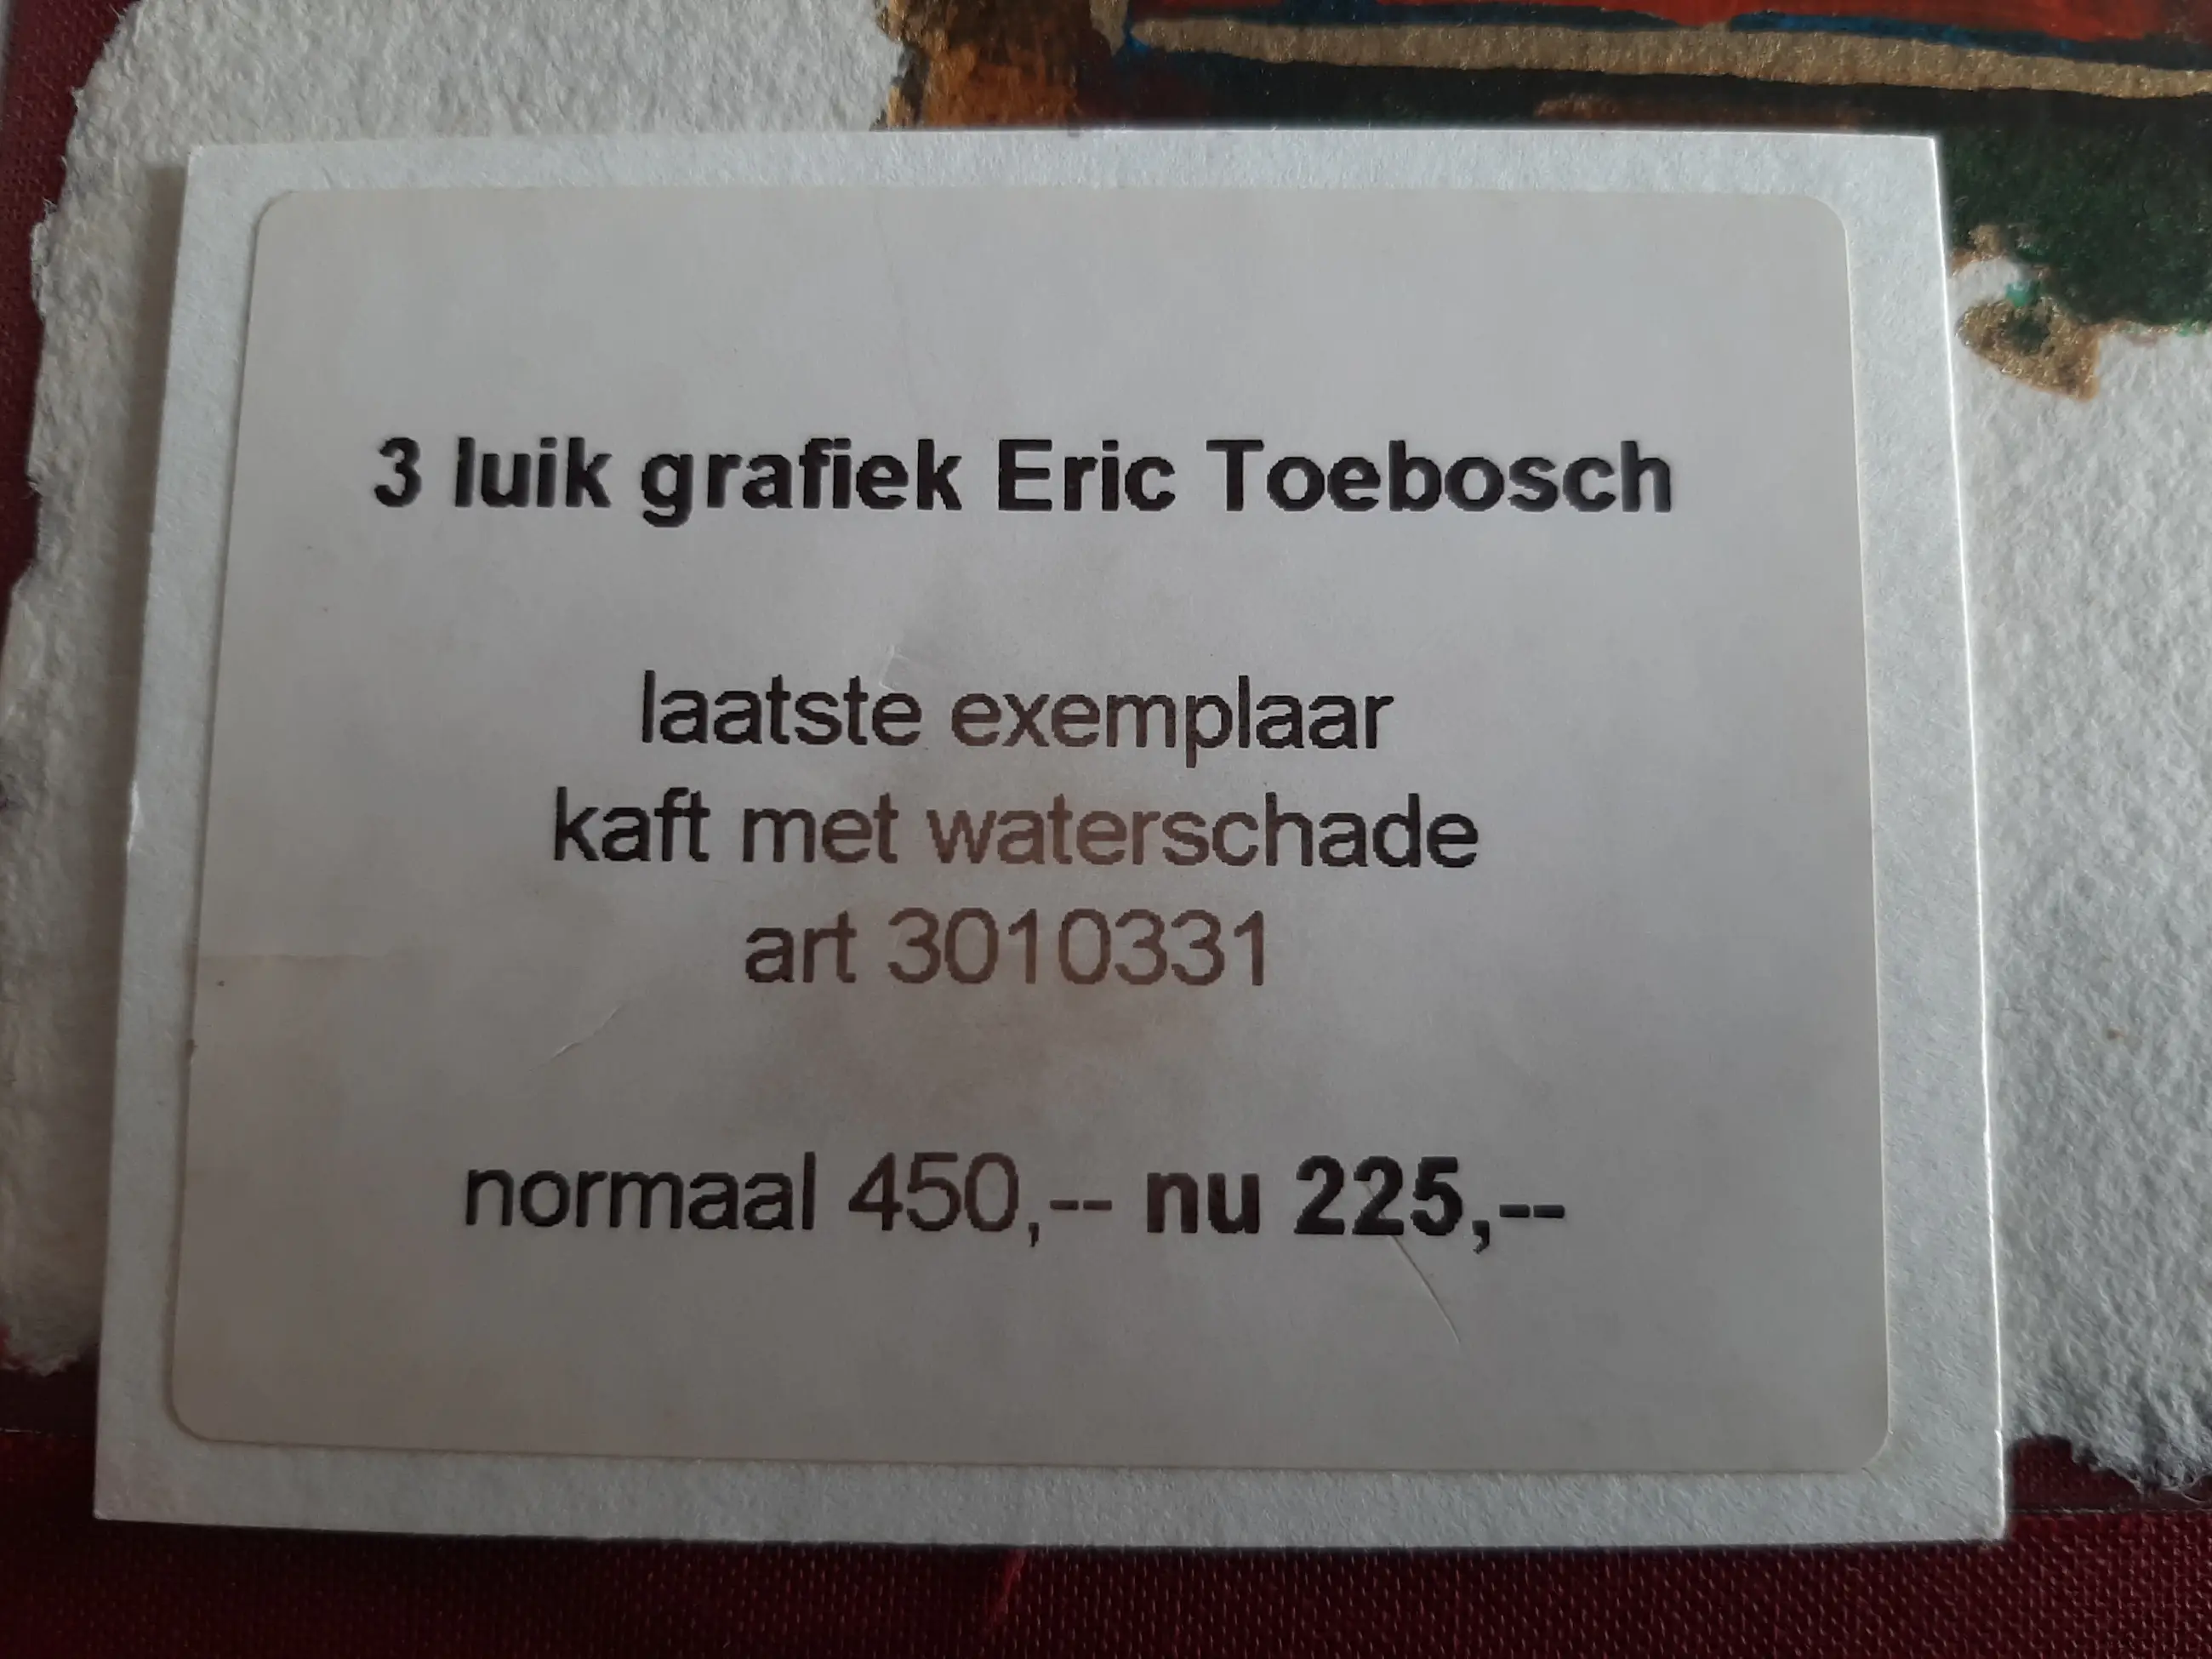 3 luik grafiek Eric Toebosch
laatste exemplaar
kaft met waterschade
art 3010331
normaal 450,-- nu 225,--